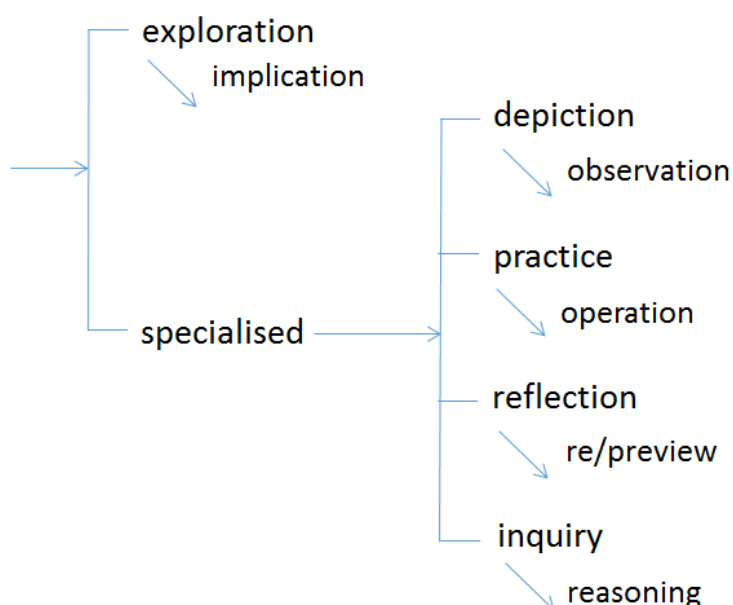 exploration
implication
specialised
depiction
observation
practice
operation
reflection
re/preview
inquiry
reasoning